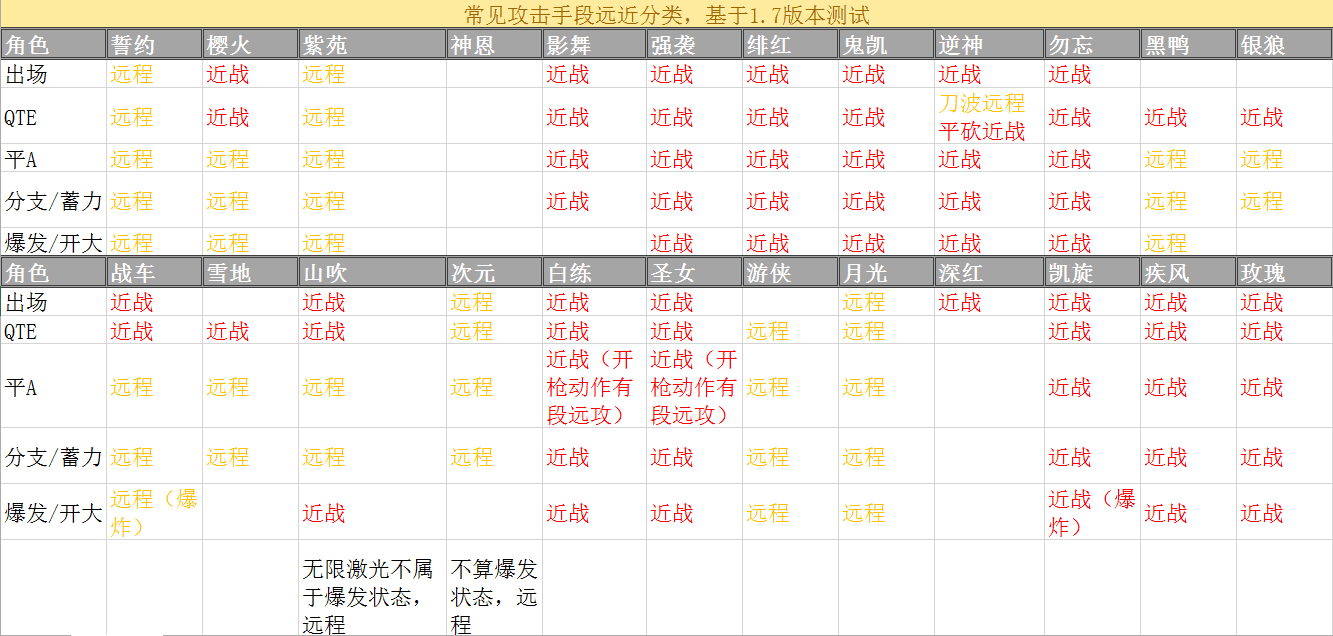 常见攻击手段远近分类，基于1.7版本测试
角色 誓约 樱火 紫苑 神恩 影舞 强袭 绯红 鬼凯 逆神 勿忘 黑鸭 银狼
出场 远程 近战 远程 近战 近战 近战 近战 近战 近战
QTE 远程 近战 远程 近战 近战 近战 近战 刀波远程 近战 近战 近战
平砍近战
平A 远程 远程 远程 近战 近战 近战 近战 近战 近战 远程 远程
分支/蓄力 远程 远程 远程 近战 近战 近战 近战 近战 近战 远程 远程
爆发/开大 远程 远程 远程 近战 近战 近战 近战 近战 远程
角色 战车 雪地 山吹 次元 白练 圣女 游侠 月光 深红 凯旋 疾风 玫瑰
出场 近战 近战 远程 近战 近战 远程 近战 近战 近战 近战
QTE 近战 近战 近战 远程 近战 近战 远程 远程 近战 近战 近战
平A 远程 远程 远程 远程 近战（开 近战（开 远程 远程 近战 近战 近战
枪动作有 枪动作有
段远攻） 段远攻）
分支/蓄力 远程 远程 远程 远程 近战 近战 远程 远程 近战 近战 近战
爆发/开大 远程（爆 近战 近战 近战 远程 远程 近战（爆 近战 近战
炸） 炸）
无限激光不属 不算爆发
于爆发状态， 状态，远
远程 程